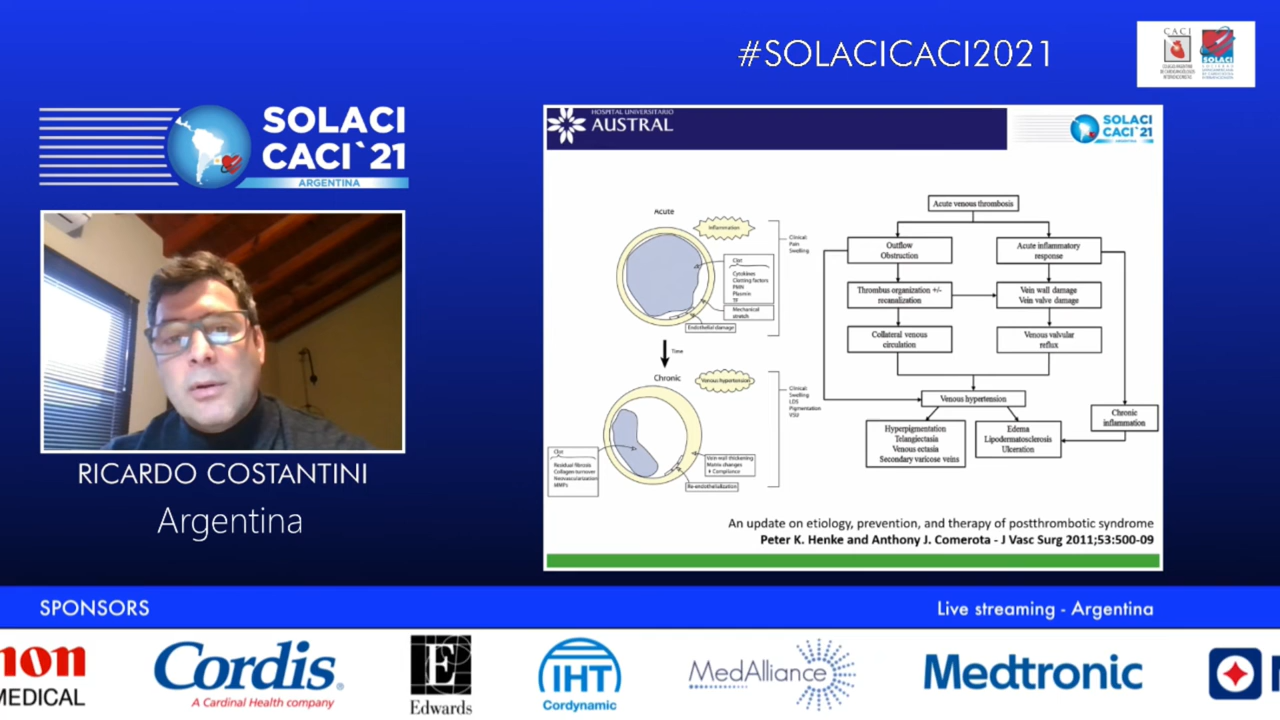 #SOLACICACI2021
CACI
SOLACI
SOLACI
CACI`21
ARGENTINA
RICARDO COSTANTINI
Argentina
HOSPITAL UNIVERSITARIO
AUSTRAL
SOLACI
CACI`21
ARGENTINA
Acute
Inflammation
Clinical:
Pain
Swelling
Clot
Cytokines
Clotting factors
PMN
Plasmin
TF
Mechanical
stretch
Endothelial damage
Time
Chronic
Venous hypertension
Clinical:
Swelling
LDS
Pigmentation
VSU
Clot
Residual fibrosis
Collagen turnover
Neovascularization
MMPs
Vein wall thickening
Matrix changes
Compliance
Re-endothelialization
Acute venous thrombosis
Outflow
Obstruction
Acute inflammatory
response
Thrombus organization +/-
recanalization
Vein wall damage
Vein valve damage
Collateral venous
circulation
Venous valvular
reflux
Venous hypertension
Chronic
inflammation
Hyperpigmentation
Telangiectasia
Venous ectasia
Secondary varicose veins
Edema
Lipodermatosclerosis
Ulceration
An update on etiology, prevention, and therapy of postthrombotic syndrome
Peter K. Henke and Anthony J. Comerota - J Vasc Surg 2011;53:500-09
SPONSORS
Live streaming - Argentina
non
MEDICAL
Cordis®
A Cardinal Health company
E
Edwards
IHT
Cordynamic
MedAlliance
Medtronic